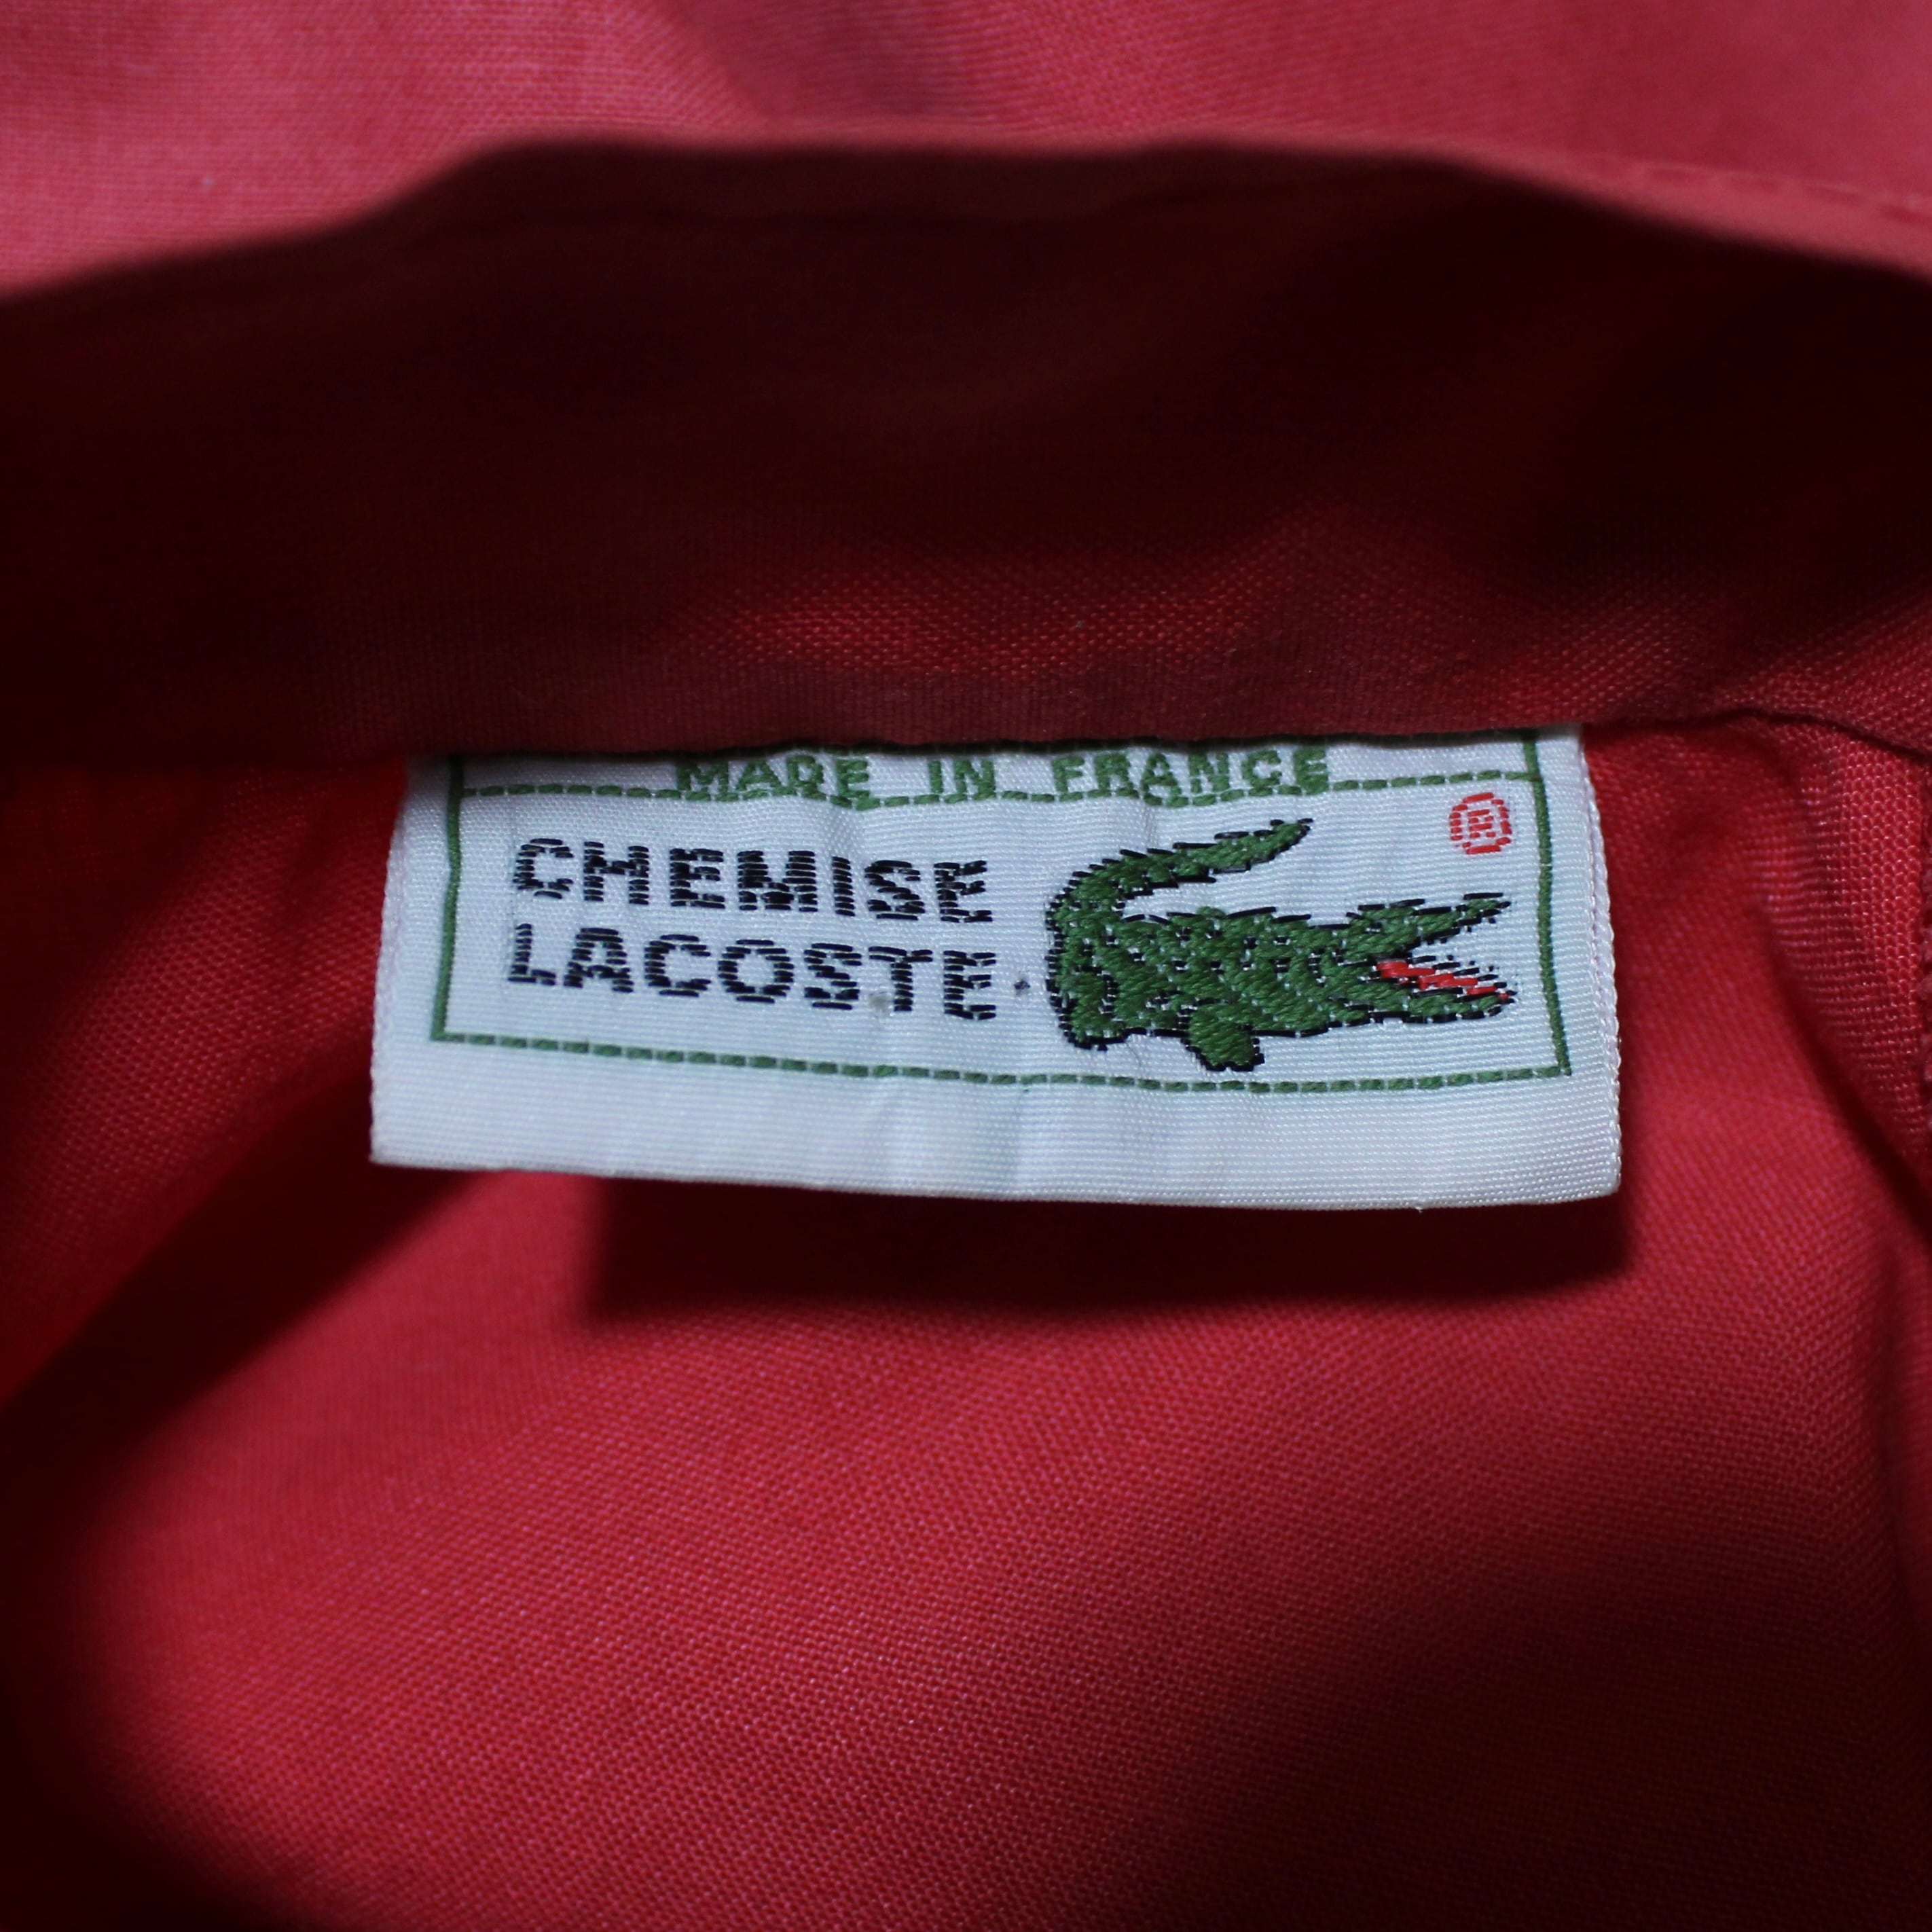 MADE IN FRANCE
®
CHEMISE
LACOSTE